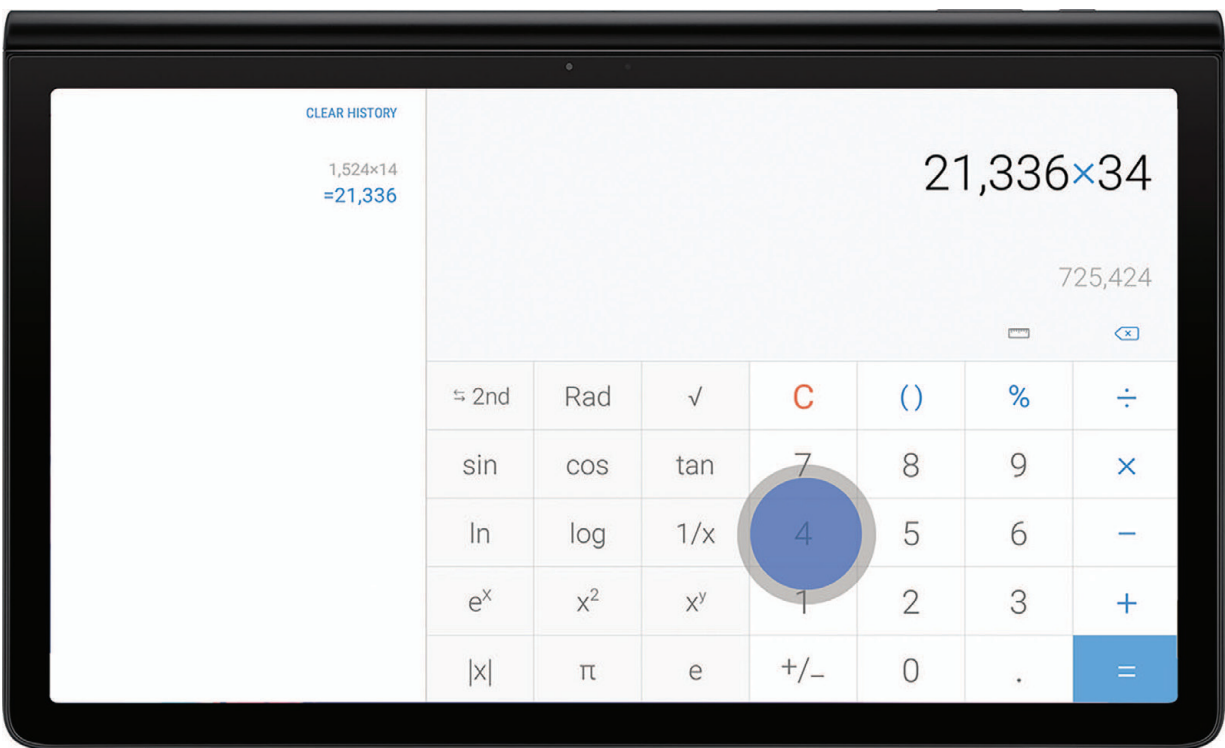 CLEAR HISTORY
1,524×14
=21,336
21,336×34
725,424
⇆ 2nd Rad √ C ( ) % ÷
sin cos tan 7 8 9 ×
ln log 1/x 4 5 6 −
eˣ x² xʸ 1 2 3 +
|x| π e +/− 0 . =